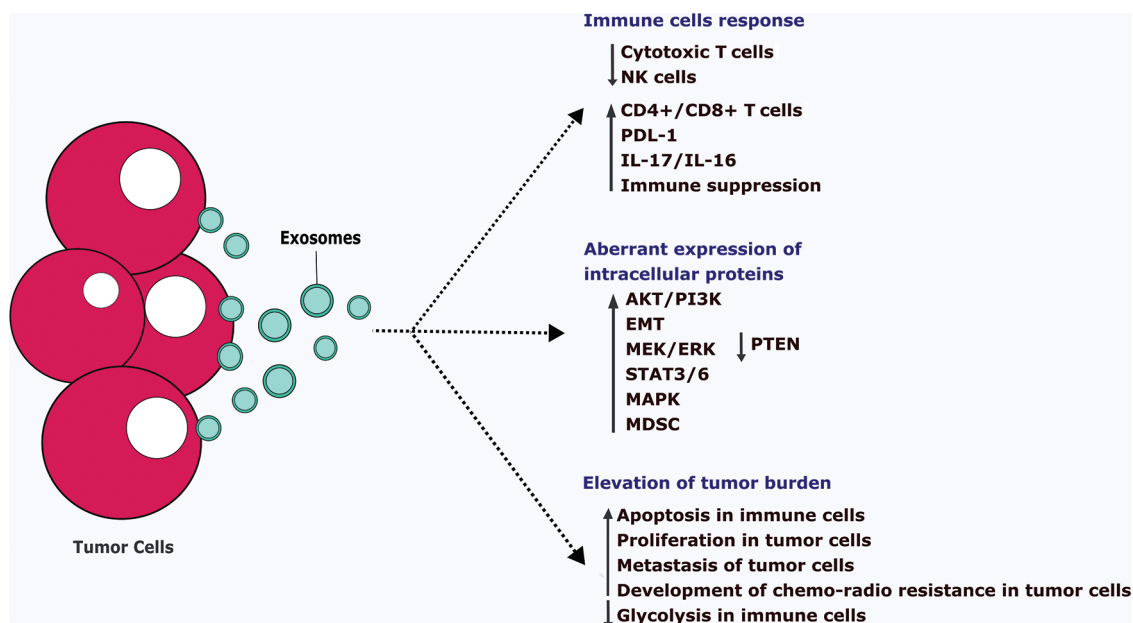 Immune cells response
Cytotoxic T cells
NK cells
CD4+/CD8+ T cells
PDL-1
IL-17/IL-16
Immune suppression
Exosomes
Aberrant expression of
intracellular proteins
AKT/PI3K
EMT
MEK/ERK
STAT3/6
MAPK
MDSC
PTEN
Elevation of tumor burden
Apoptosis in immune cells
Proliferation in tumor cells
Metastasis of tumor cells
Development of chemo-radio resistance in tumor cells
Glycolysis in immune cells
Tumor Cells